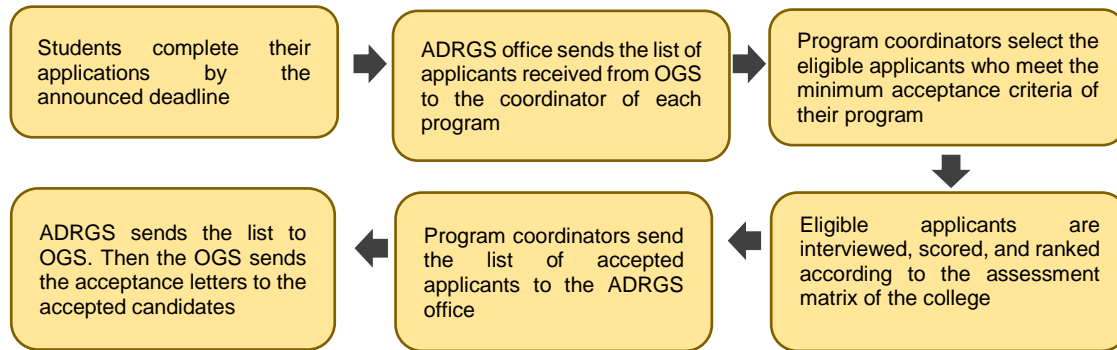 Students complete their
applications by the
announced deadline
ADRGS office sends the list of
applicants received from OGS
to the coordinator of each
program
Program coordinators select the
eligible applicants who meet the
minimum acceptance criteria of
their program
Eligible applicants are
interviewed, scored, and ranked
according to the assessment
matrix of the college
Program coordinators send
the list of accepted
applicants to the ADRGS
office
ADRGS sends the list to
OGS. Then the OGS sends
the acceptance letters to the
accepted candidates